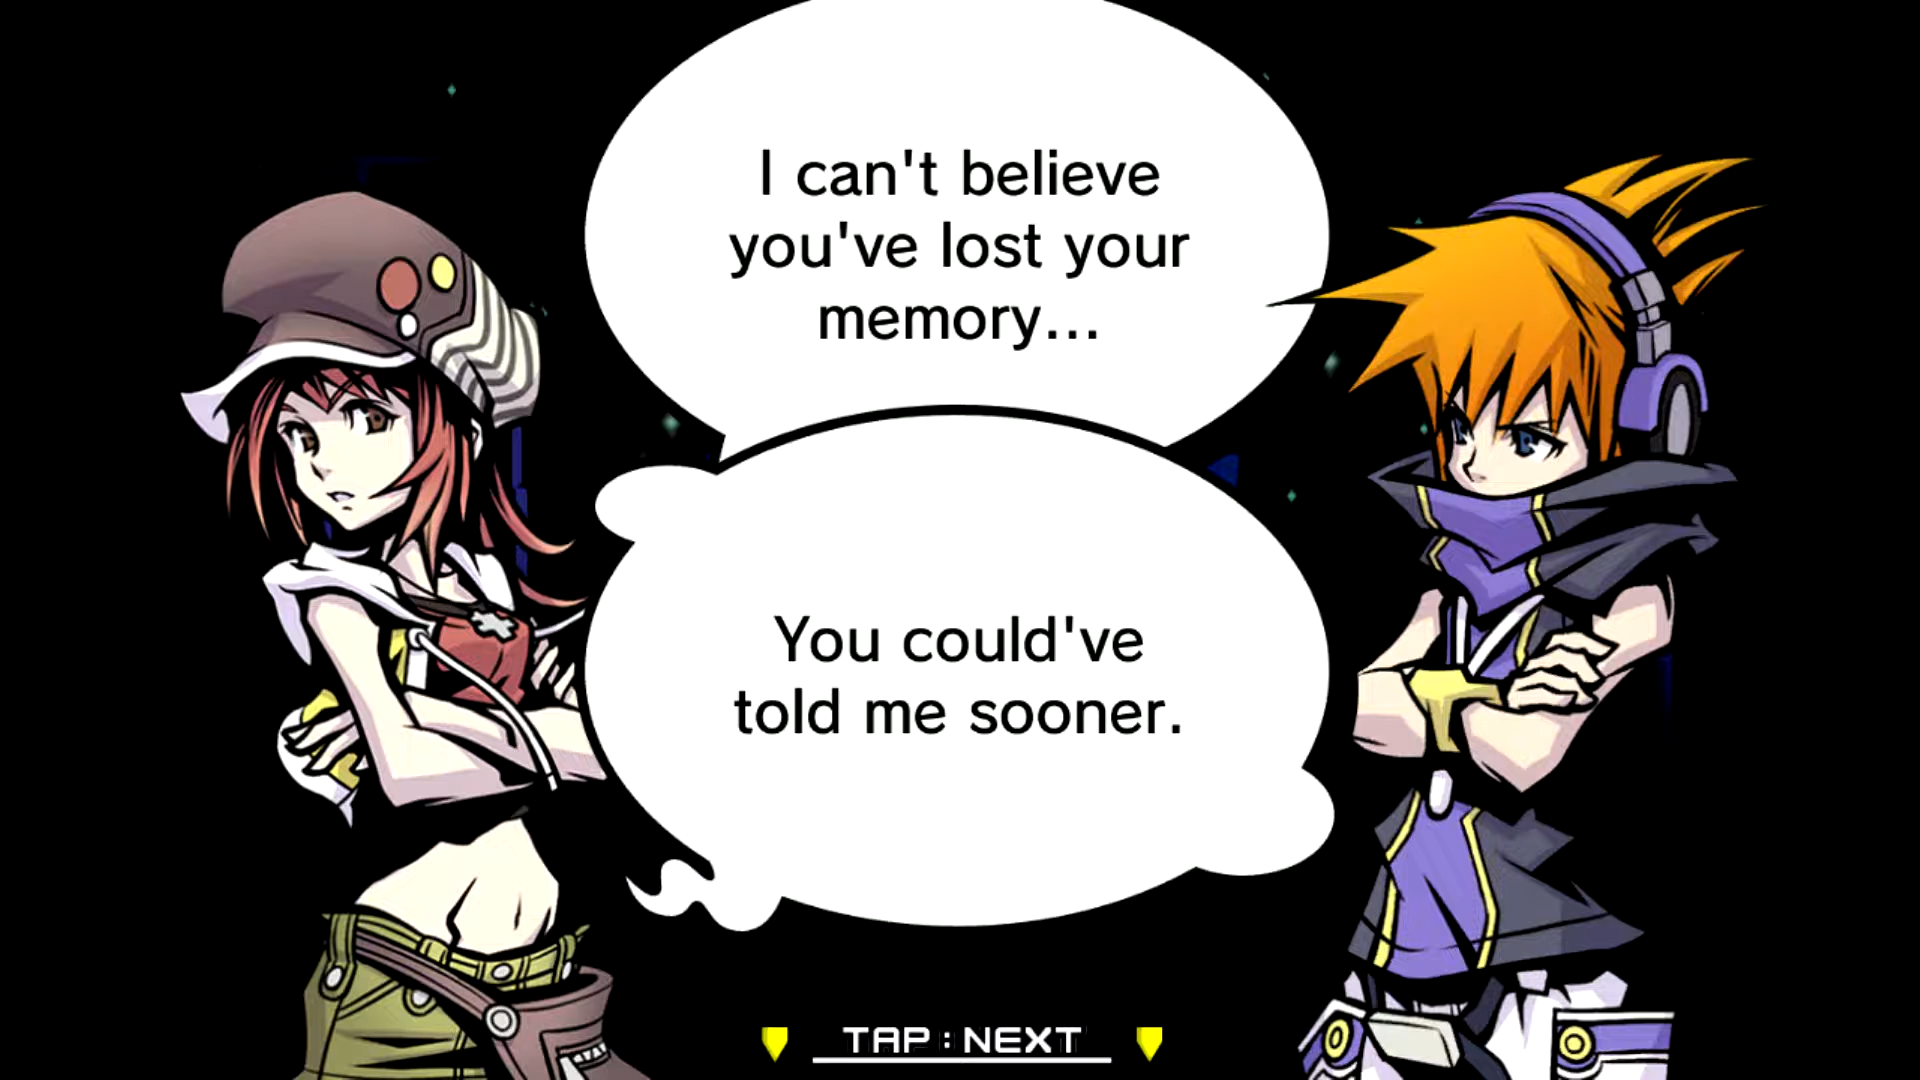 I can't believe
you've lost your
memory...
You could've
told me sooner.
TAP : NEXT